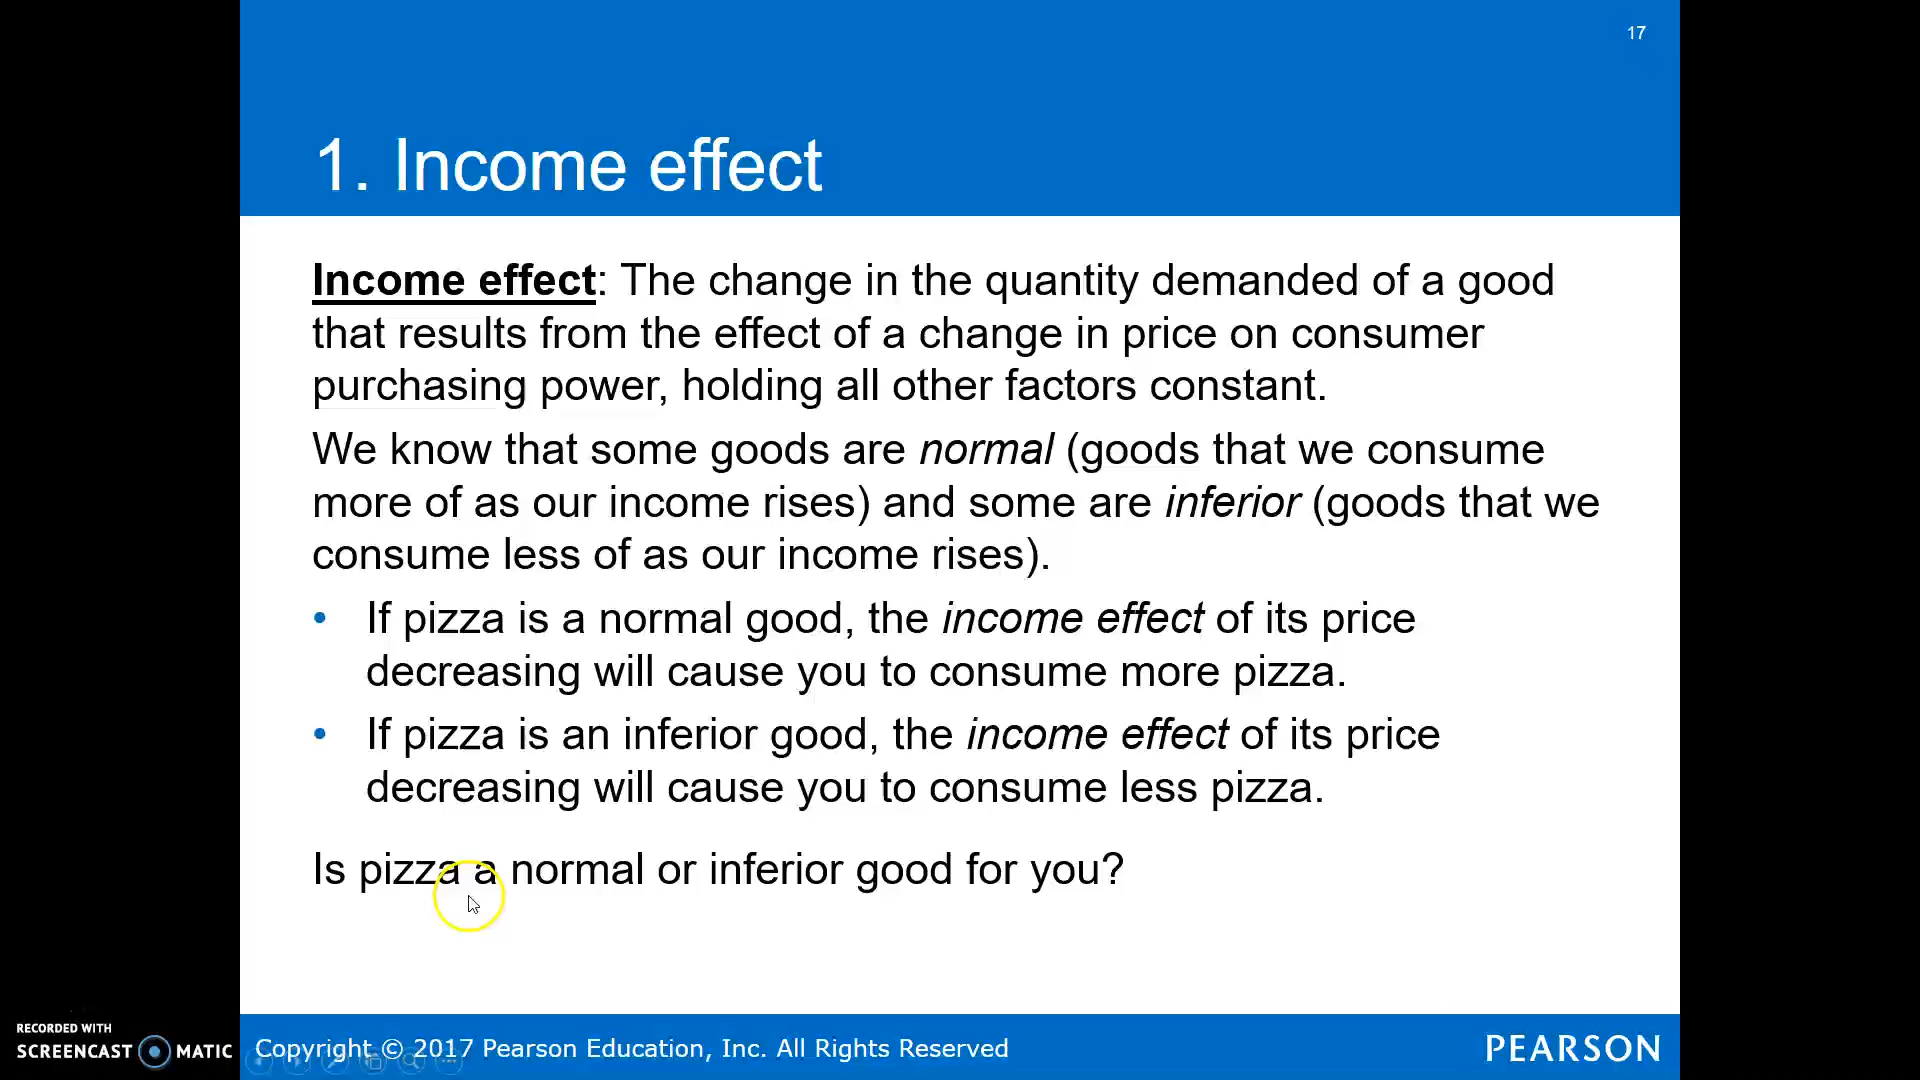 17
1. Income effect
Income effect: The change in the quantity demanded of a good
that results from the effect of a change in price on consumer
purchasing power, holding all other factors constant.
We know that some goods are normal (goods that we consume
more of as our income rises) and some are inferior (goods that we
consume less of as our income rises).
• If pizza is a normal good, the income effect of its price
decreasing will cause you to consume more pizza.
• If pizza is an inferior good, the income effect of its price
decreasing will cause you to consume less pizza.
Is pizza a normal or inferior good for you?
RECORDED WITH
SCREENCAST MATIC
Copyright © 2017 Pearson Education, Inc. All Rights Reserved
PEARSON